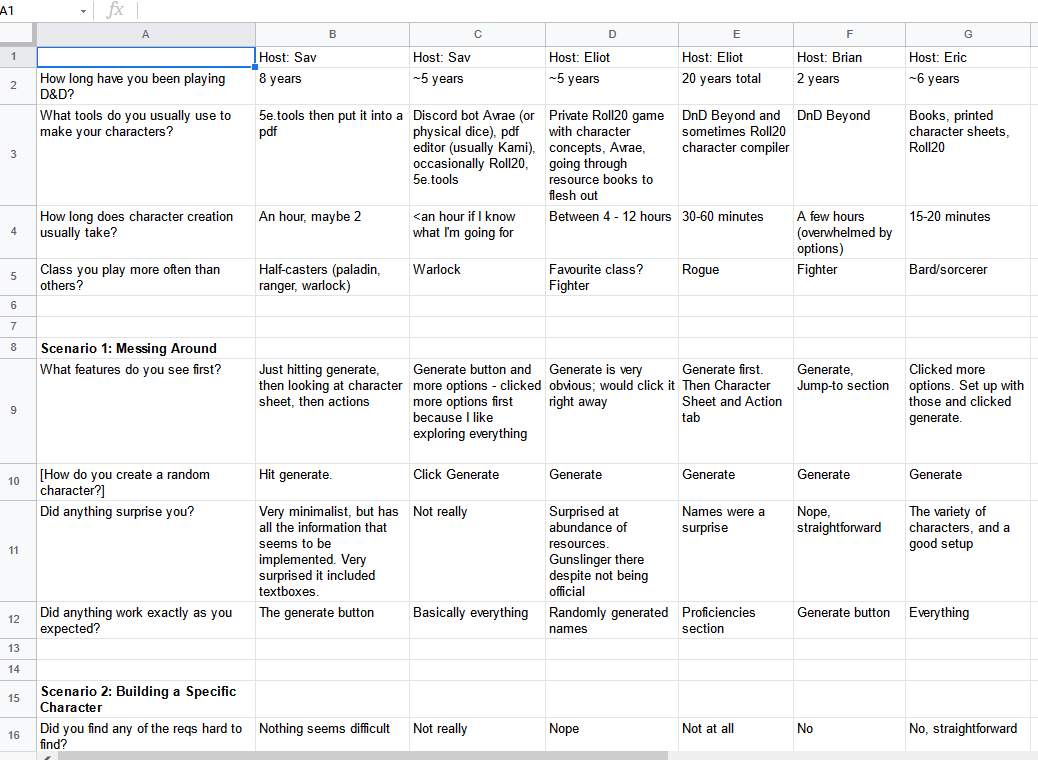 A1
fx
A B C D E F G
1 Host: Sav Host: Sav Host: Eliot Host: Eliot Host: Brian Host: Eric
2
How long have you been playing
D&D?
8 years
~5 years
~5 years
20 years total
2 years
~6 years
3
What tools do you usually use to
make your characters?
5e.tools then put it into a
pdf
Discord bot Avrae (or
physical dice), pdf
editor (usually Kami),
occasionally Roll20,
5e.tools
Private Roll20 game
with character
concepts, Avrae,
going through
resource books to
flesh out
DnD Beyond and
sometimes Roll20
character compiler
DnD Beyond
Books, printed
character sheets,
Roll20
4
How long does character creation
usually take?
An hour, maybe 2
<an hour if I know
what I'm going for
Between 4 - 12 hours
30-60 minutes
A few hours
(overwhelmed by
options)
15-20 minutes
5
Class you play more often than
others?
Half-casters (paladin,
ranger, warlock)
Warlock
Favourite class?
Fighter
Rogue
Fighter
Bard/sorcerer
6
7
8
Scenario 1: Messing Around
9
What features do you see first?
Just hitting generate,
then looking at character
sheet, then actions
Generate button and
more options - clicked
more options first
because I like
exploring everything
Generate is very
obvious; would click it
right away
Generate first.
Then Character
Sheet and Action
tab
Generate,
Jump-to section
Clicked more
options. Set up with
those and clicked
generate.
10
[How do you create a random
character?]
Hit generate.
Click Generate
Generate
Generate
Generate
Generate
11
Did anything surprise you?
Very minimalist, but has
all the information that
seems to be
implemented. Very
surprised it included
textboxes.
Not really
Surprised at
abundance of
resources.
Gunslinger there
despite not being
official
Names were a
surprise
Nope,
straightforward
The variety of
characters, and a
good setup
12
Did anything work exactly as you
expected?
The generate button
Basically everything
Randomly generated
names
Proficiencies
section
Generate button
Everything
13
14
15
Scenario 2: Building a Specific
Character
16
Did you find any of the reqs hard to
find?
Nothing seems difficult
Not really
Nope
Not at all
No
No, straightforward